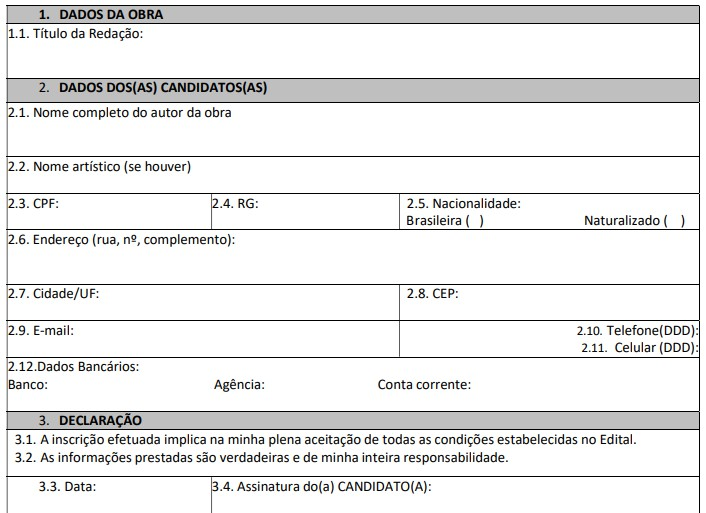 1. DADOS DA OBRA
1.1. Título da Redação:
2. DADOS DOS(AS) CANDIDATOS(AS)
2.1. Nome completo do autor da obra
2.2. Nome artístico (se houver)
2.3. CPF: 2.4. RG: 2.5. Nacionalidade:
Brasileira ( ) Naturalizado ( )
2.6. Endereço (rua, nº, complemento):
2.7. Cidade/UF: 2.8. CEP:
2.9. E-mail: 2.10. Telefone(DDD):
2.11. Celular (DDD):
2.12.Dados Bancários:
Banco: Agência: Conta corrente:
3. DECLARAÇÃO
3.1. A inscrição efetuada implica na minha plena aceitação de todas as condições estabelecidas no Edital.
3.2. As informações prestadas são verdadeiras e de minha inteira responsabilidade.
3.3. Data: 3.4. Assinatura do(a) CANDIDATO(A):